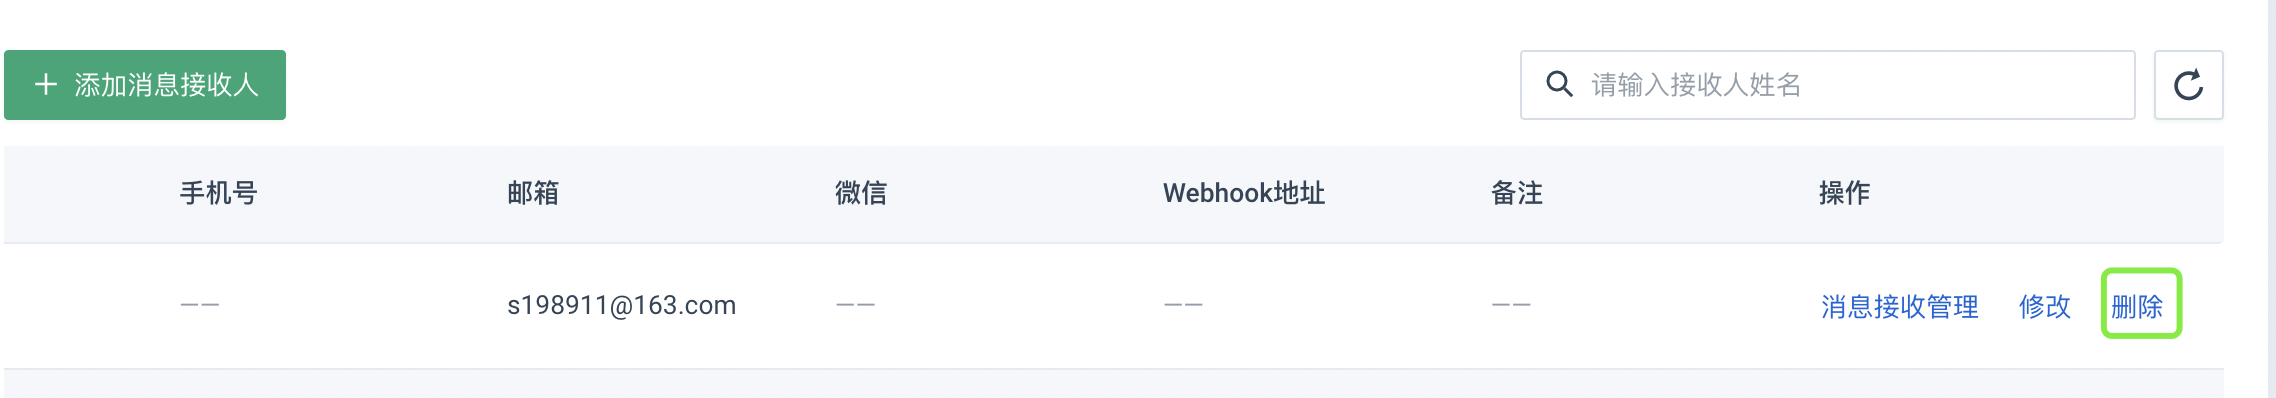 + 添加消息接收人 请输入接收人姓名
手机号 邮箱 微信 Webhook地址 备注 操作
—— s198911@163.com —— —— —— 消息接收管理 修改 删除